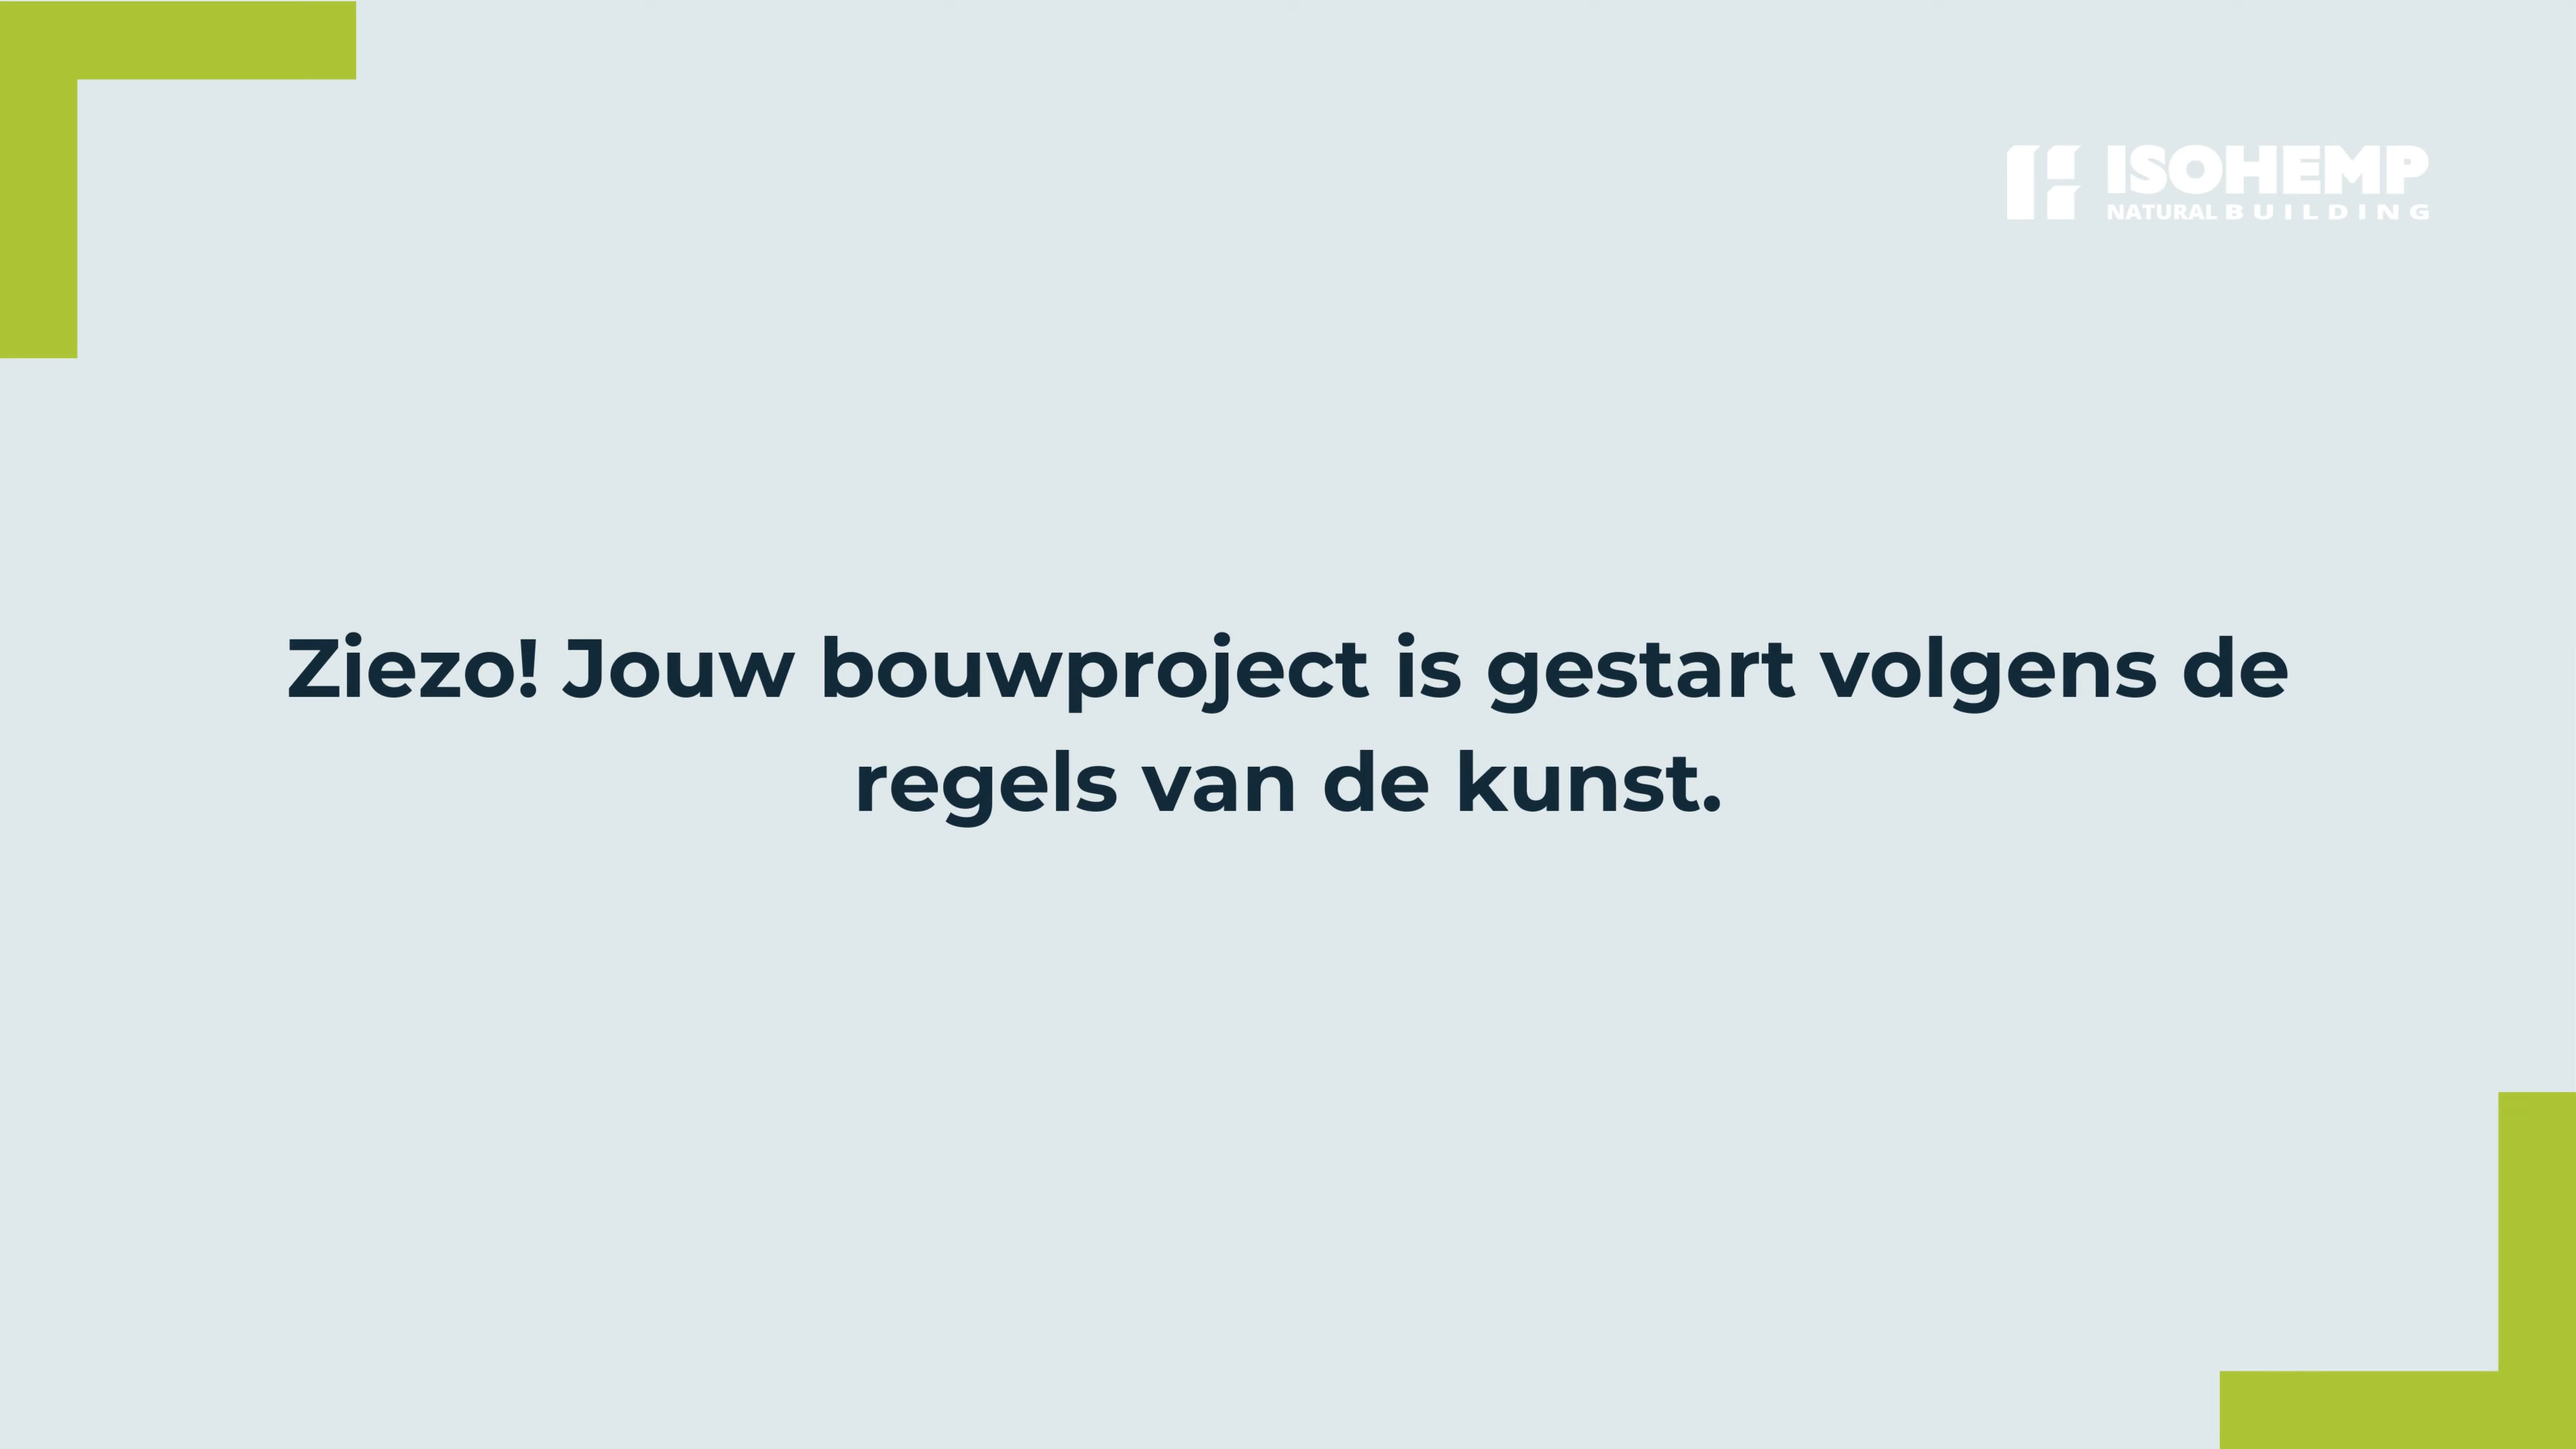 ISOHEMP
NATURAL BUILDING
Ziezo! Jouw bouwproject is gestart volgens de
regels van de kunst.